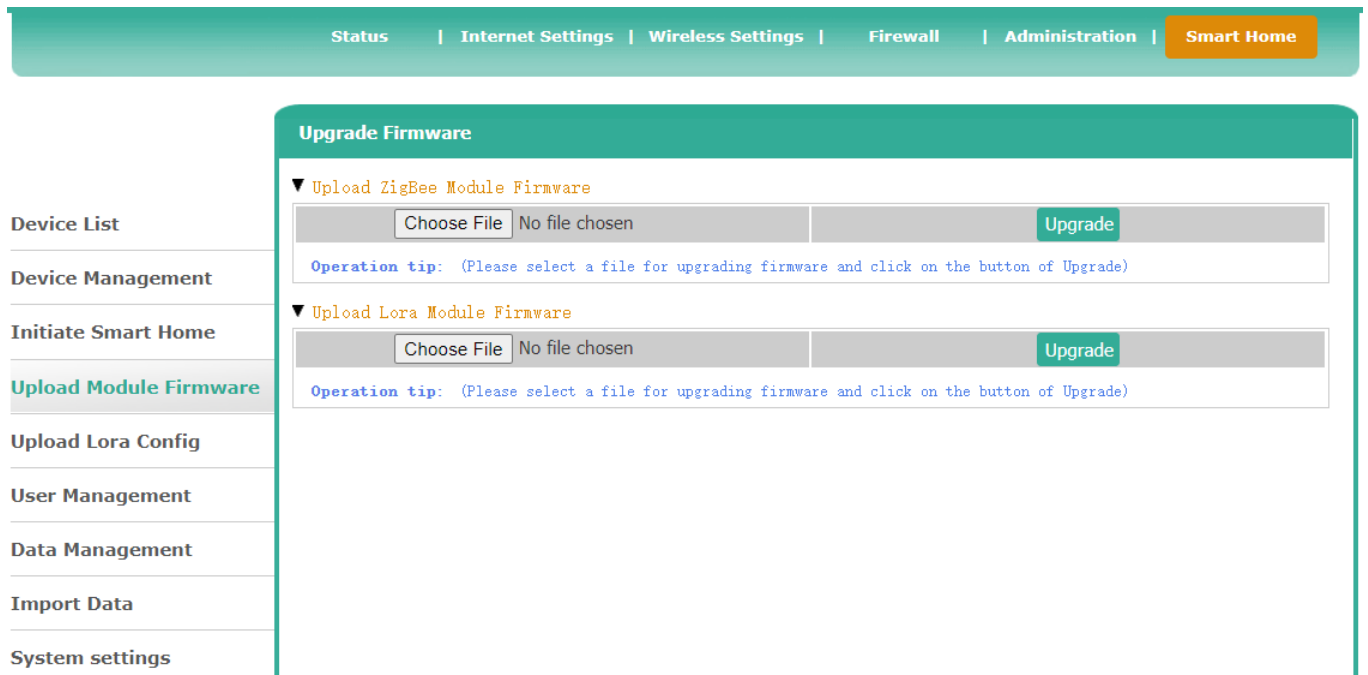 Status | Internet Settings | Wireless Settings | Firewall | Administration | Smart Home
Upgrade Firmware
Upload ZigBee Module Firmware
Choose File No file chosen Upgrade
Operation tip: (Please select a file for upgrading firmware and click on the button of Upgrade)
Upload Lora Module Firmware
Choose File No file chosen Upgrade
Operation tip: (Please select a file for upgrading firmware and click on the button of Upgrade)
Device List
Device Management
Initiate Smart Home
Upload Module Firmware
Upload Lora Config
User Management
Data Management
Import Data
System settings